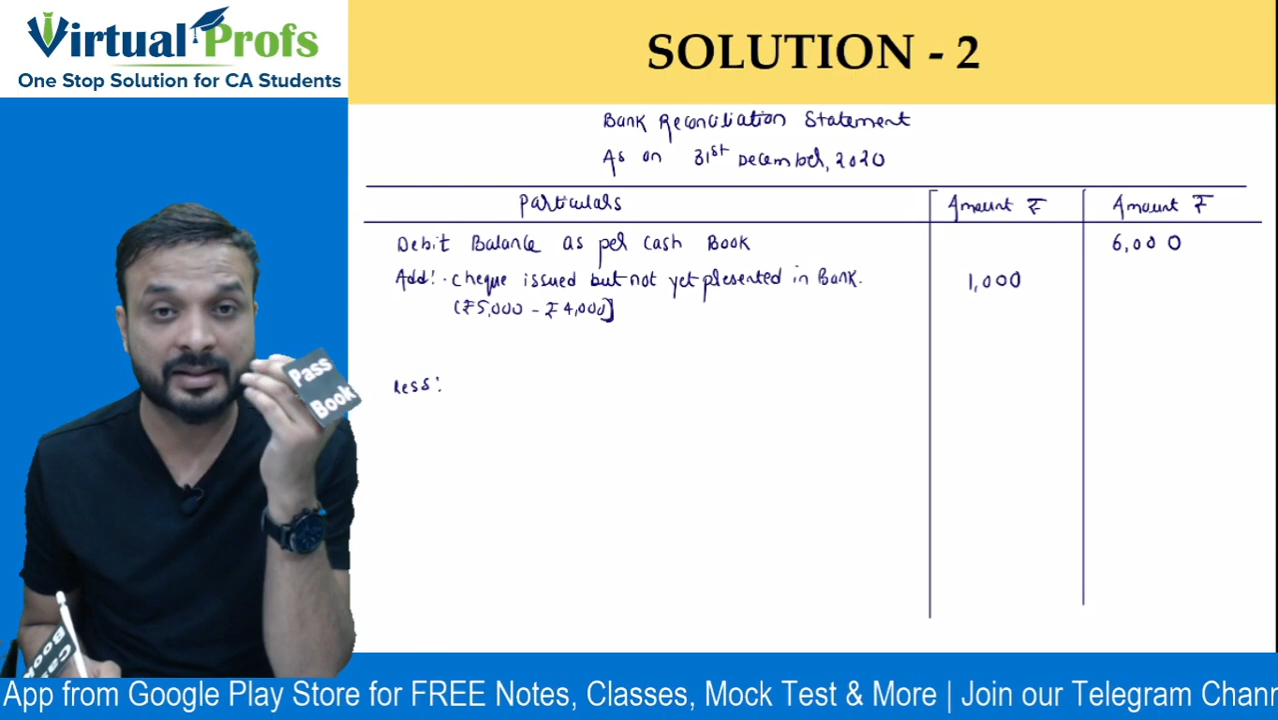 Virtual Profs
One Stop Solution for CA Students
SOLUTION - 2
Bank Reconciliation Statement
As on 31st December, 2020
Particulars
Amount ₹
Amount ₹
Debit Balance as per Cash Book
6,000
Add: · Cheque issued but not yet presented in Bank.
1,000
(₹5,000 - ₹4,000]
Less:
Pass
Book
Book
App from Google Play Store for FREE Notes, Classes, Mock Test & More | Join our Telegram Chann